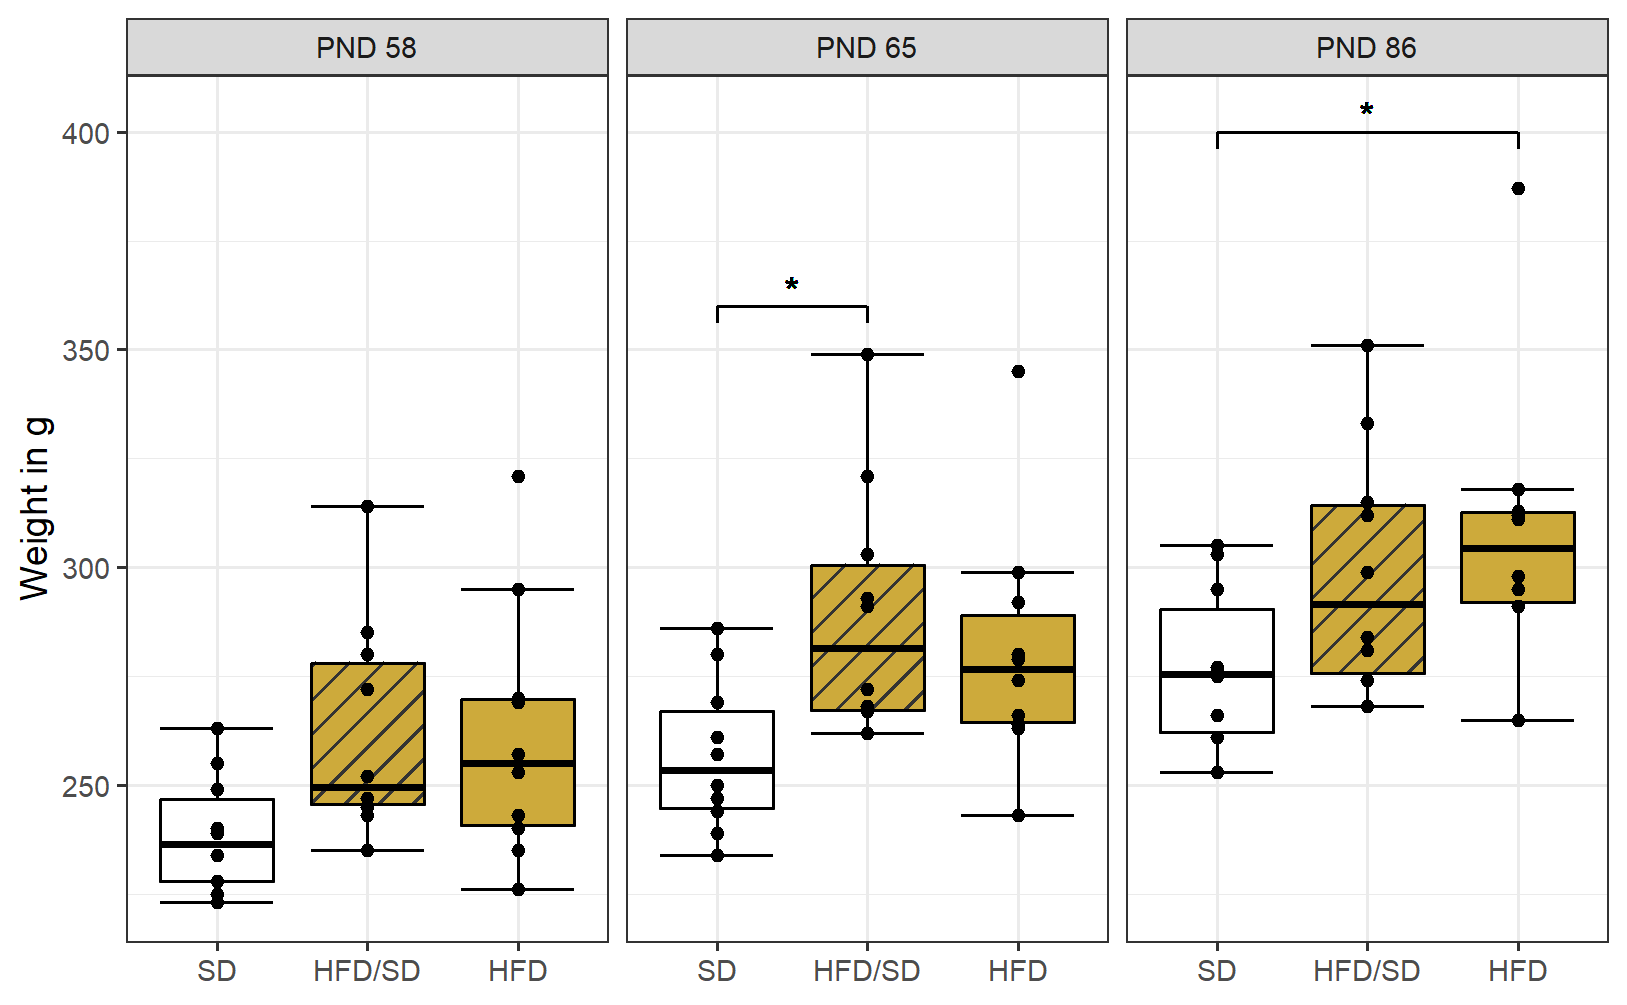 PND 58 PND 65 PND 86
*
400
*
350
300
250
Weight in g
SD HFD/SD HFD SD HFD/SD HFD SD HFD/SD HFD